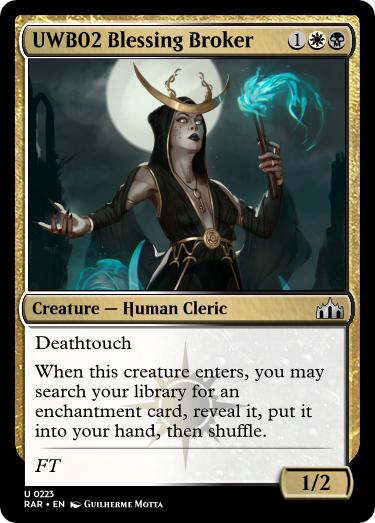 UWB02 Blessing Broker 1
Creature — Human Cleric
Deathtouch
When this creature enters, you may
search your library for an
enchantment card, reveal it, put it
into your hand, then shuffle.
FT
1/2
U 0223
RAR • EN Guilherme Motta